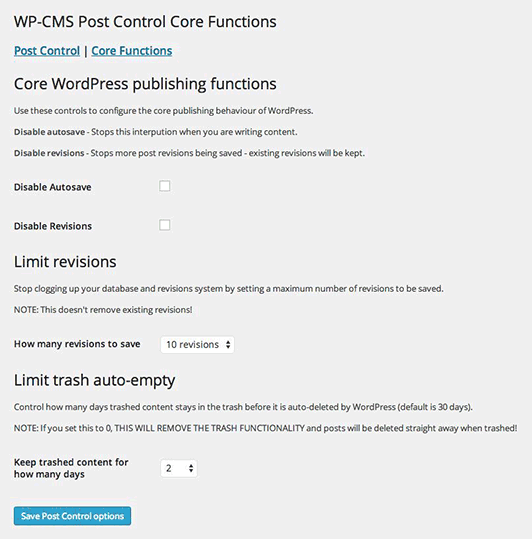 WP-CMS Post Control Core Functions
Post Control | Core Functions
Core WordPress publishing functions
Use these controls to configure the core publishing behaviour of WordPress.
Disable autosave - Stops this interpution when you are writing content.
Disable revisions - Stops more post revisions being saved - existing revisions will be kept.
Disable Autosave
Disable Revisions
Limit revisions
Stop clogging up your database and revisions system by setting a maximum number of revisions to be saved.
NOTE: This doesn't remove existing revisions!
How many revisions to save 10 revisions
Limit trash auto-empty
Control how many days trashed content stays in the trash before it is auto-deleted by WordPress (default is 30 days).
NOTE: If you set this to 0, THIS WILL REMOVE THE TRASH FUNCTIONALITY and posts will be deleted straight away when trashed!
Keep trashed content for
how many days 2
Save Post Control options